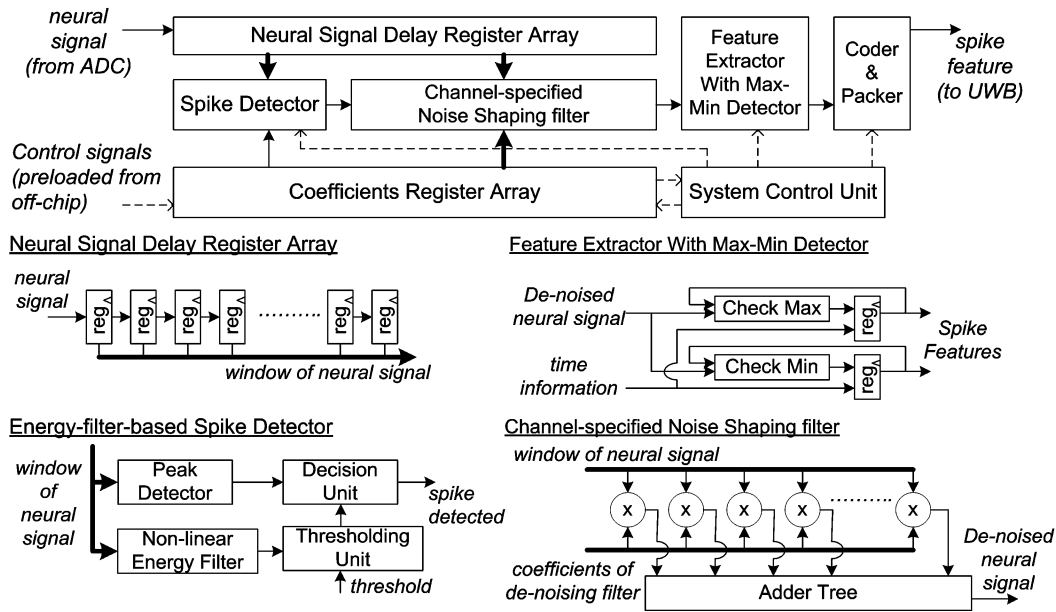 neural
signal
(from ADC)
Neural Signal Delay Register Array
Feature
Extractor
With Max-
Min Detector
Coder
&
Packer
spike
feature
(to UWB)
Spike Detector
Channel-specified
Noise Shaping filter
Control signals
(preloaded from
off-chip)
Coefficients Register Array
System Control Unit
Neural Signal Delay Register Array
neural
signal
reg
reg
reg
reg
.........
reg
reg
window of neural signal
Feature Extractor With Max-Min Detector
De-noised
neural signal
Check Max
reg
time
information
Check Min
reg
Spike
Features
Energy-filter-based Spike Detector
window
of
neural
signal
Peak
Detector
Decision
Unit
spike
detected
Non-linear
Energy Filter
Thresholding
Unit
threshold
Channel-specified Noise Shaping filter
window of neural signal
x
x
x
x
.........
x
coefficients of
de-noising filter
Adder Tree
De-noised
neural
signal